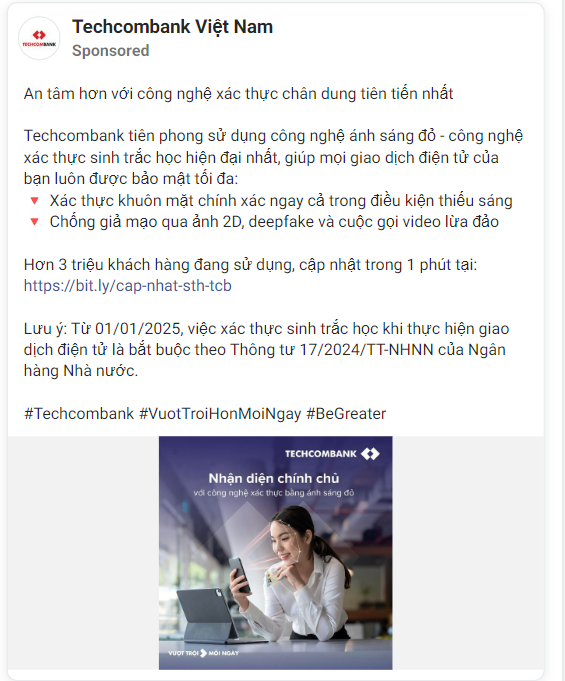 TECHCOMBANK
Techcombank Việt Nam
Sponsored
An tâm hơn với công nghệ xác thực chân dung tiên tiến nhất
Techcombank tiên phong sử dụng công nghệ ánh sáng đỏ - công nghệ
xác thực sinh trắc học hiện đại nhất, giúp mọi giao dịch điện tử của
bạn luôn được bảo mật tối đa:
🔻 Xác thực khuôn mặt chính xác ngay cả trong điều kiện thiếu sáng
🔻 Chống giả mạo qua ảnh 2D, deepfake và cuộc gọi video lừa đảo
Hơn 3 triệu khách hàng đang sử dụng, cập nhật trong 1 phút tại:
https://bit.ly/cap-nhat-sth-tcb
Lưu ý: Từ 01/01/2025, việc xác thực sinh trắc học khi thực hiện giao
dịch điện tử là bắt buộc theo Thông tư 17/2024/TT-NHNN của Ngân
hàng Nhà nước.
#Techcombank #VuotTroiHonMoiNgay #BeGreater
TECHCOMBANK
Nhận diện chính chủ
với công nghệ xác thực bằng ánh sáng đỏ
VƯỢT TRỘI MỖI NGÀY